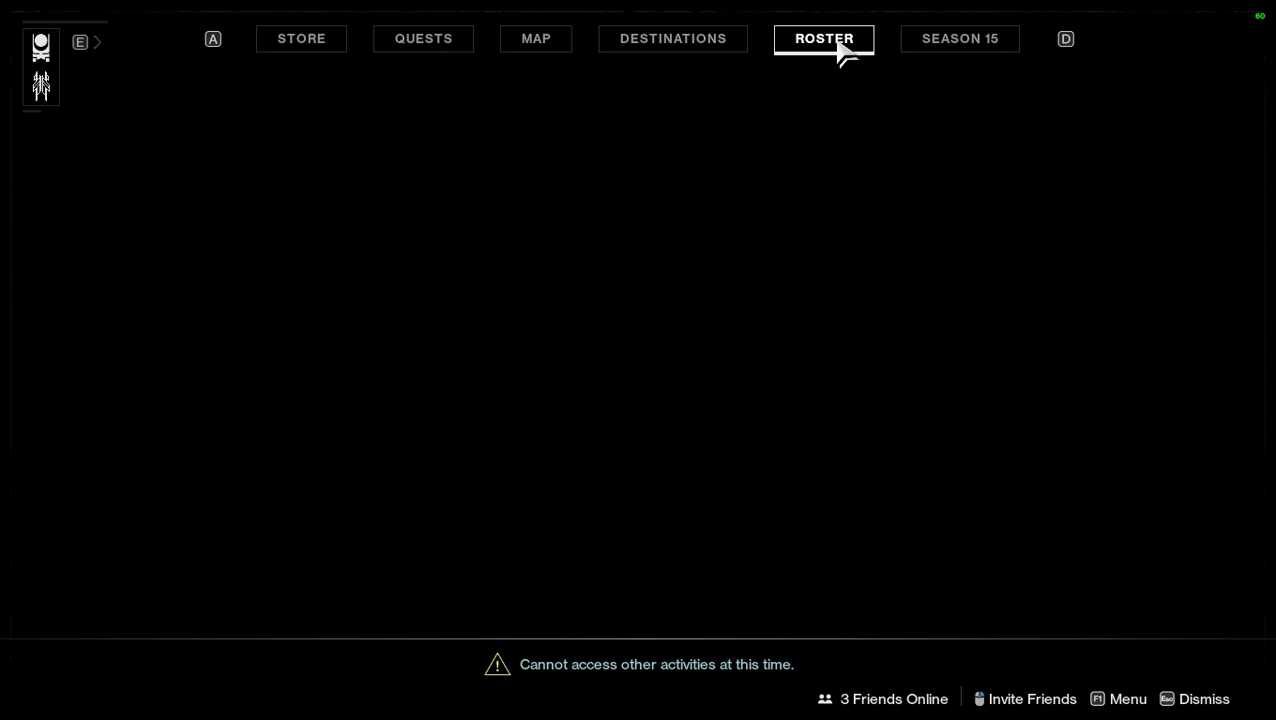 60
E
A
STORE
QUESTS
MAP
DESTINATIONS
ROSTER
SEASON 15
D
Cannot access other activities at this time.
3 Friends Online
Invite Friends
F1 Menu
Esc Dismiss